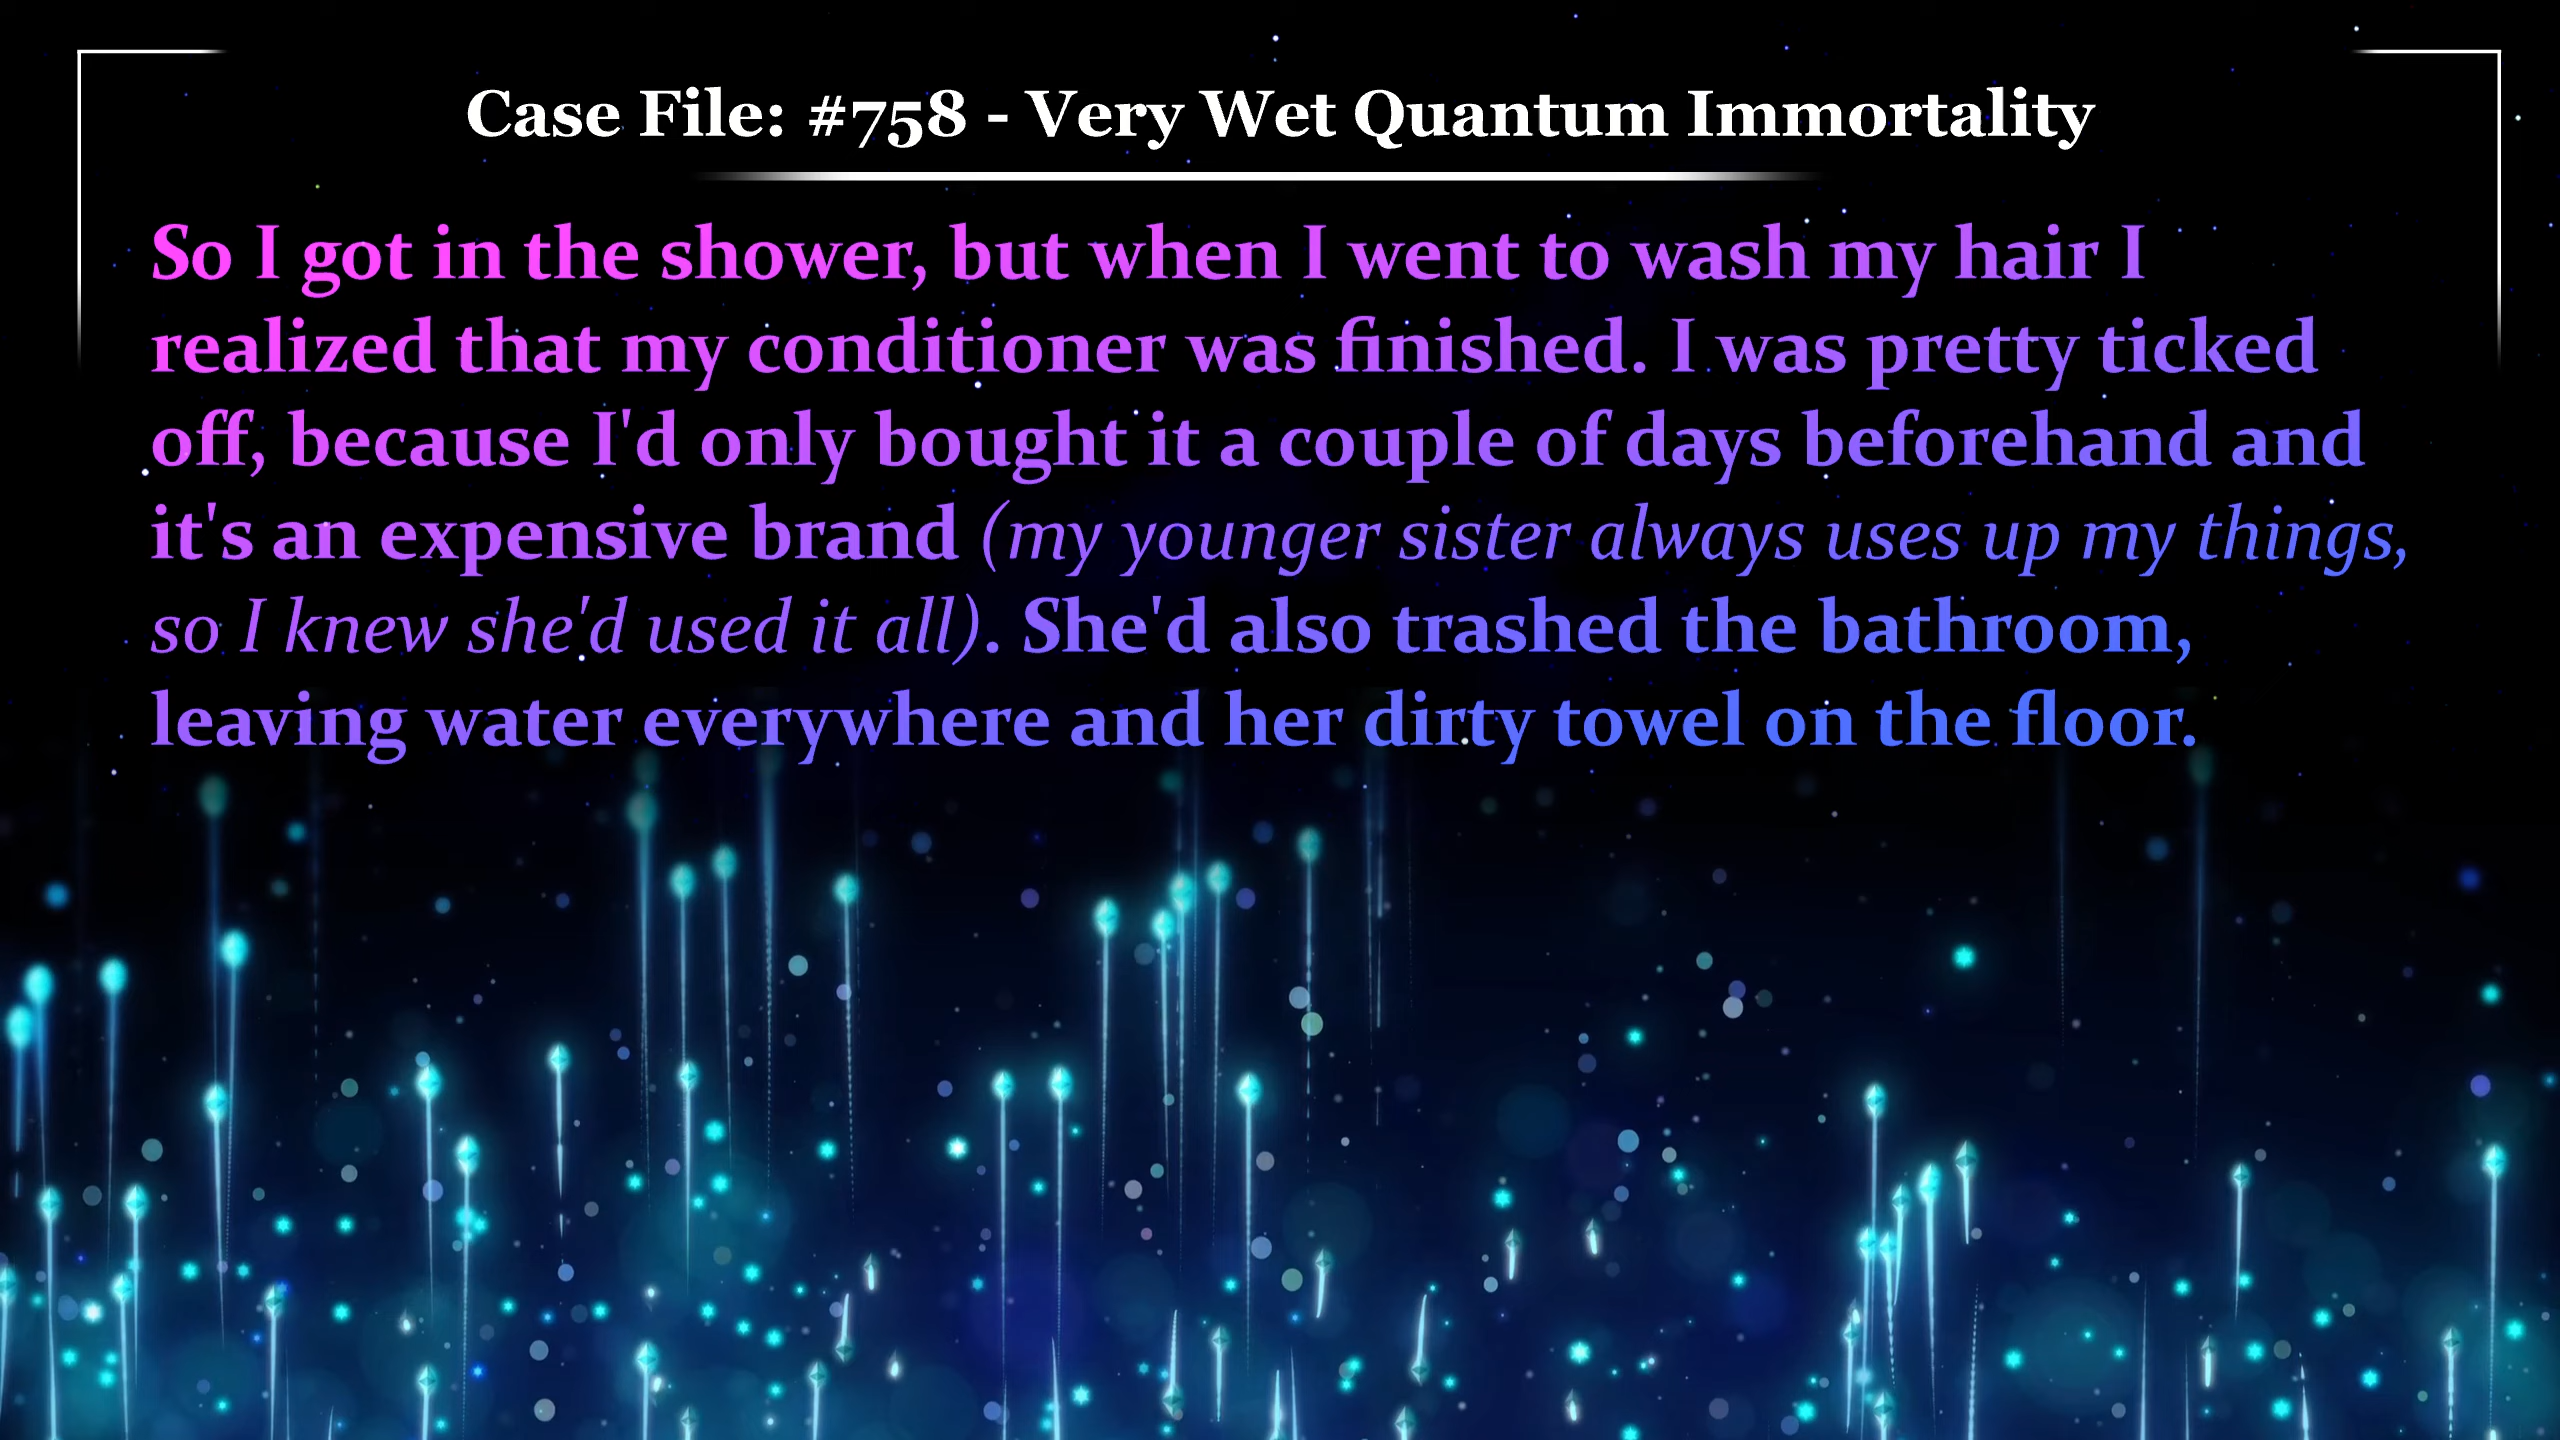 Case File: #758 - Very Wet Quantum Immortality
So I got in the shower, but when I went to wash my hair I
realized that my conditioner was finished. I was pretty ticked
off, because I'd only bought it a couple of days beforehand and
it's an expensive brand (my younger sister always uses up my things,
so I knew she'd used it all). She'd also trashed the bathroom,
leaving water everywhere and her dirty towel on the floor.